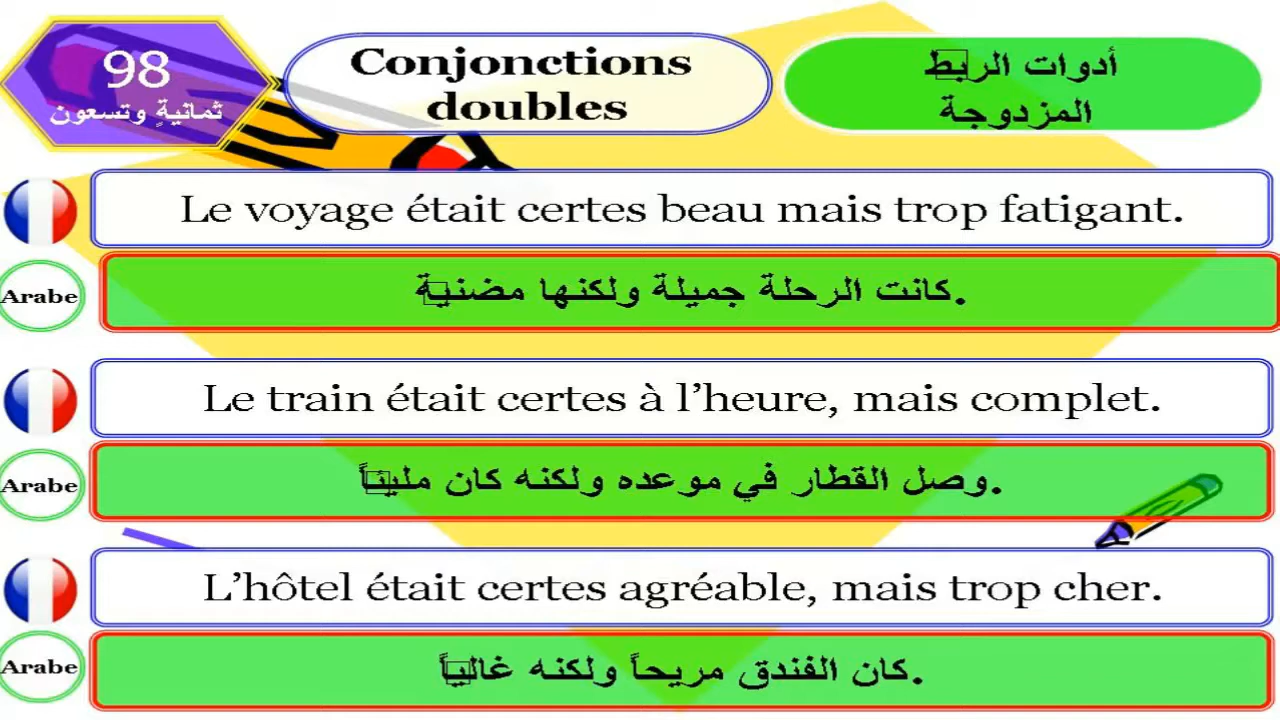 98
ثمانيةٍ وتسعون
Conjonctions
doubles
أدوات الربط
المزدوجة
Le voyage était certes beau mais trop fatigant.
Arabe
كانت الرحلة جميلة ولكنها مضنية.
Le train était certes à l’heure, mais complet.
Arabe
وصل القطار في موعده ولكنه كان مليئاً.
L’hôtel était certes agréable, mais trop cher.
Arabe
كان الفندق مريحاً ولكنه غالياً.